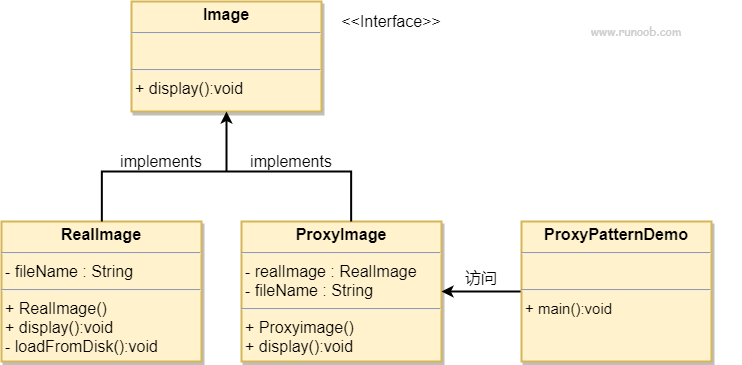 Image
<<Interface>>
www.runoob.com
+ display():void
implements
implements
RealImage
- fileName : String
+ RealImage()
+ display():void
- loadFromDisk():void
ProxyImage
- realImage : RealImage
- fileName : String
+ Proxyimage()
+ display():void
访问
ProxyPatternDemo
+ main():void